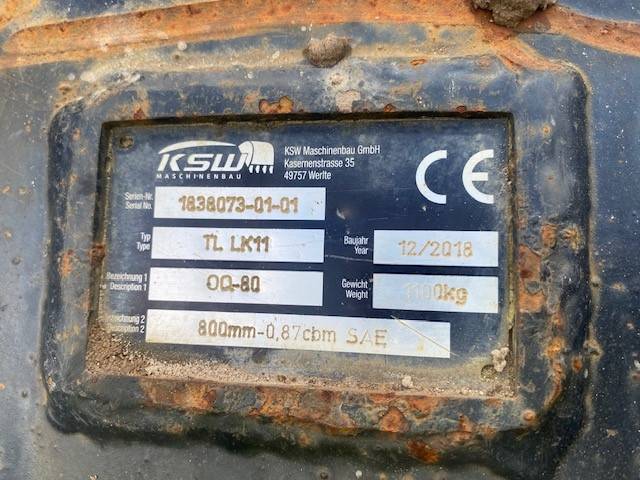 KSW
MASCHINENBAU
KSW Maschinenbau GmbH
Kasernenstrasse 35
49757 Werlte
CE
Serien-Nr.
Serial No.
1838073-01-01
Typ
Type
TL LK11
Baujahr
Year
12/2018
Bezeichnung 1
Description 1
OQ-80
Gewicht
Weight
1100kg
Description 2
800mm-0,87cbm SAE